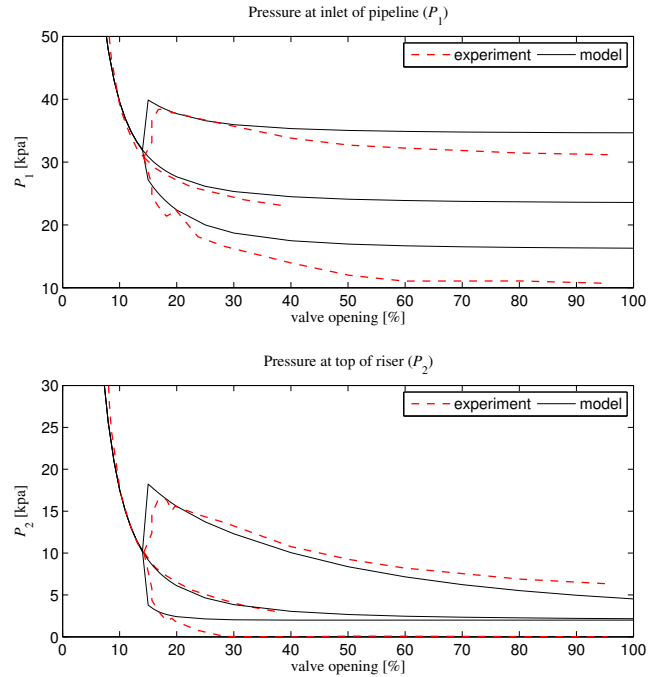 Pressure at inlet of pipeline (P1)
50
40
30
20
10
P1 [kpa]
experiment
model
0 10 20 30 40 50 60 70 80 90 100
valve opening [%]
Pressure at top of riser (P2)
30
25
20
15
10
5
0
P2 [kpa]
experiment
model
0 10 20 30 40 50 60 70 80 90 100
valve opening [%]